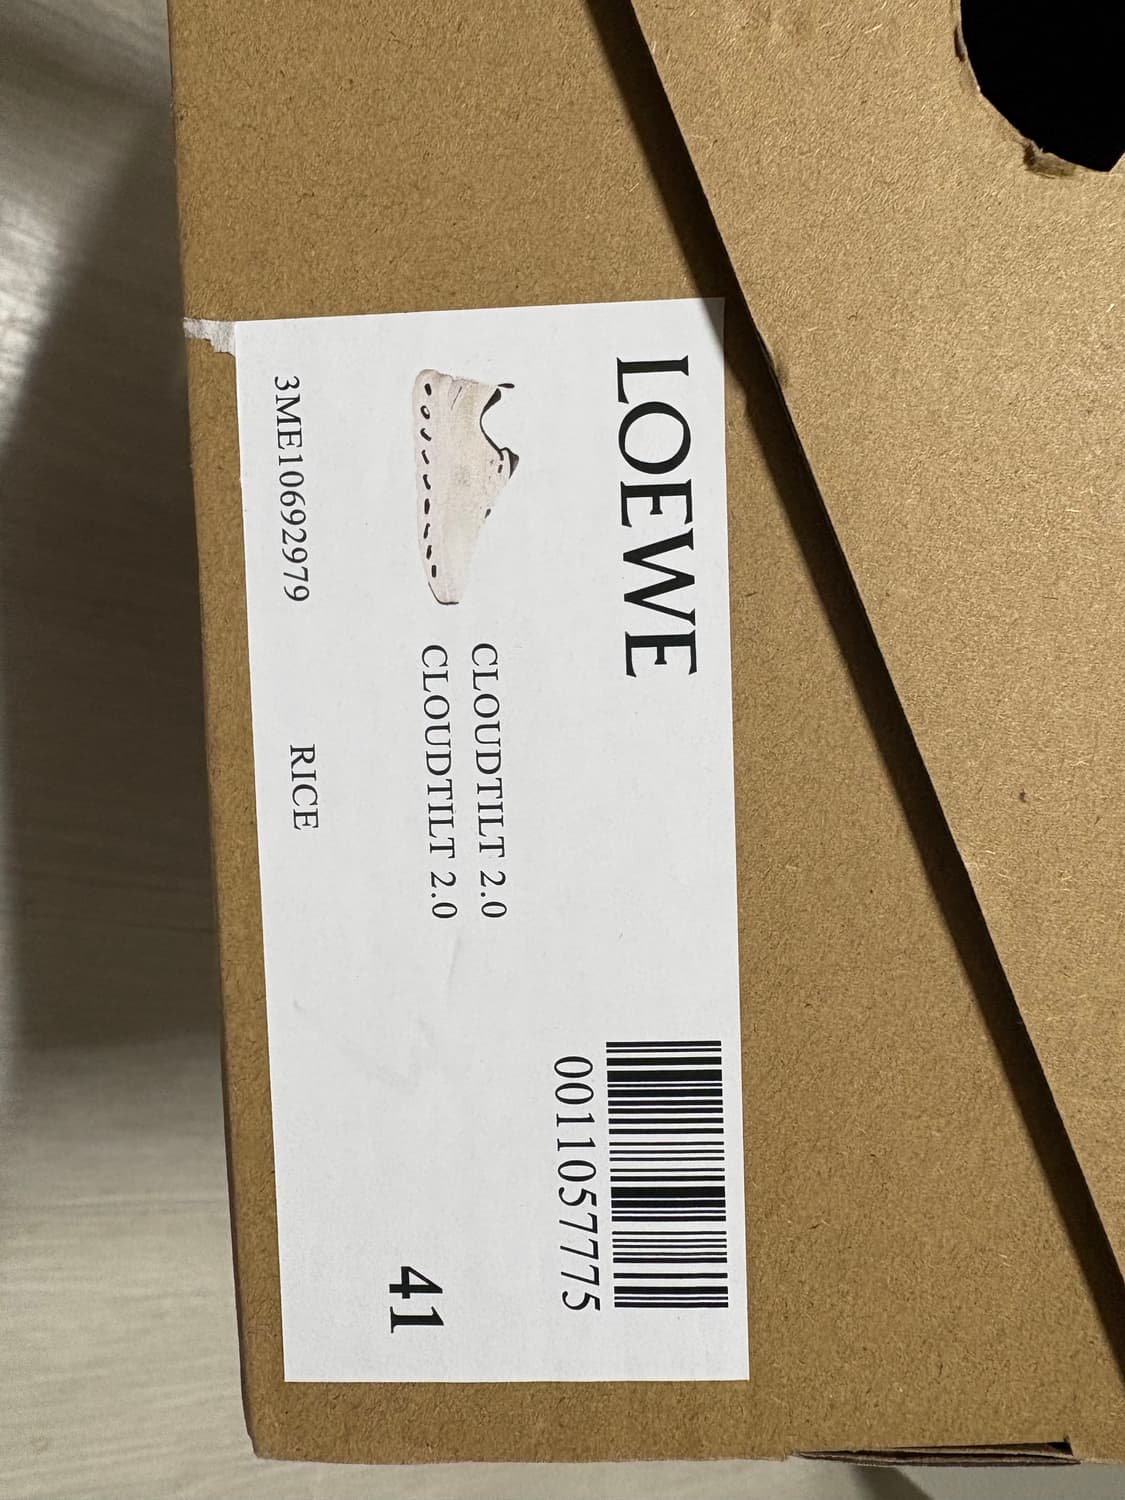 LOEWE
0011057775
CLOUDTILT 2.0
CLOUDTILT 2.0
41
3ME10692979 RICE